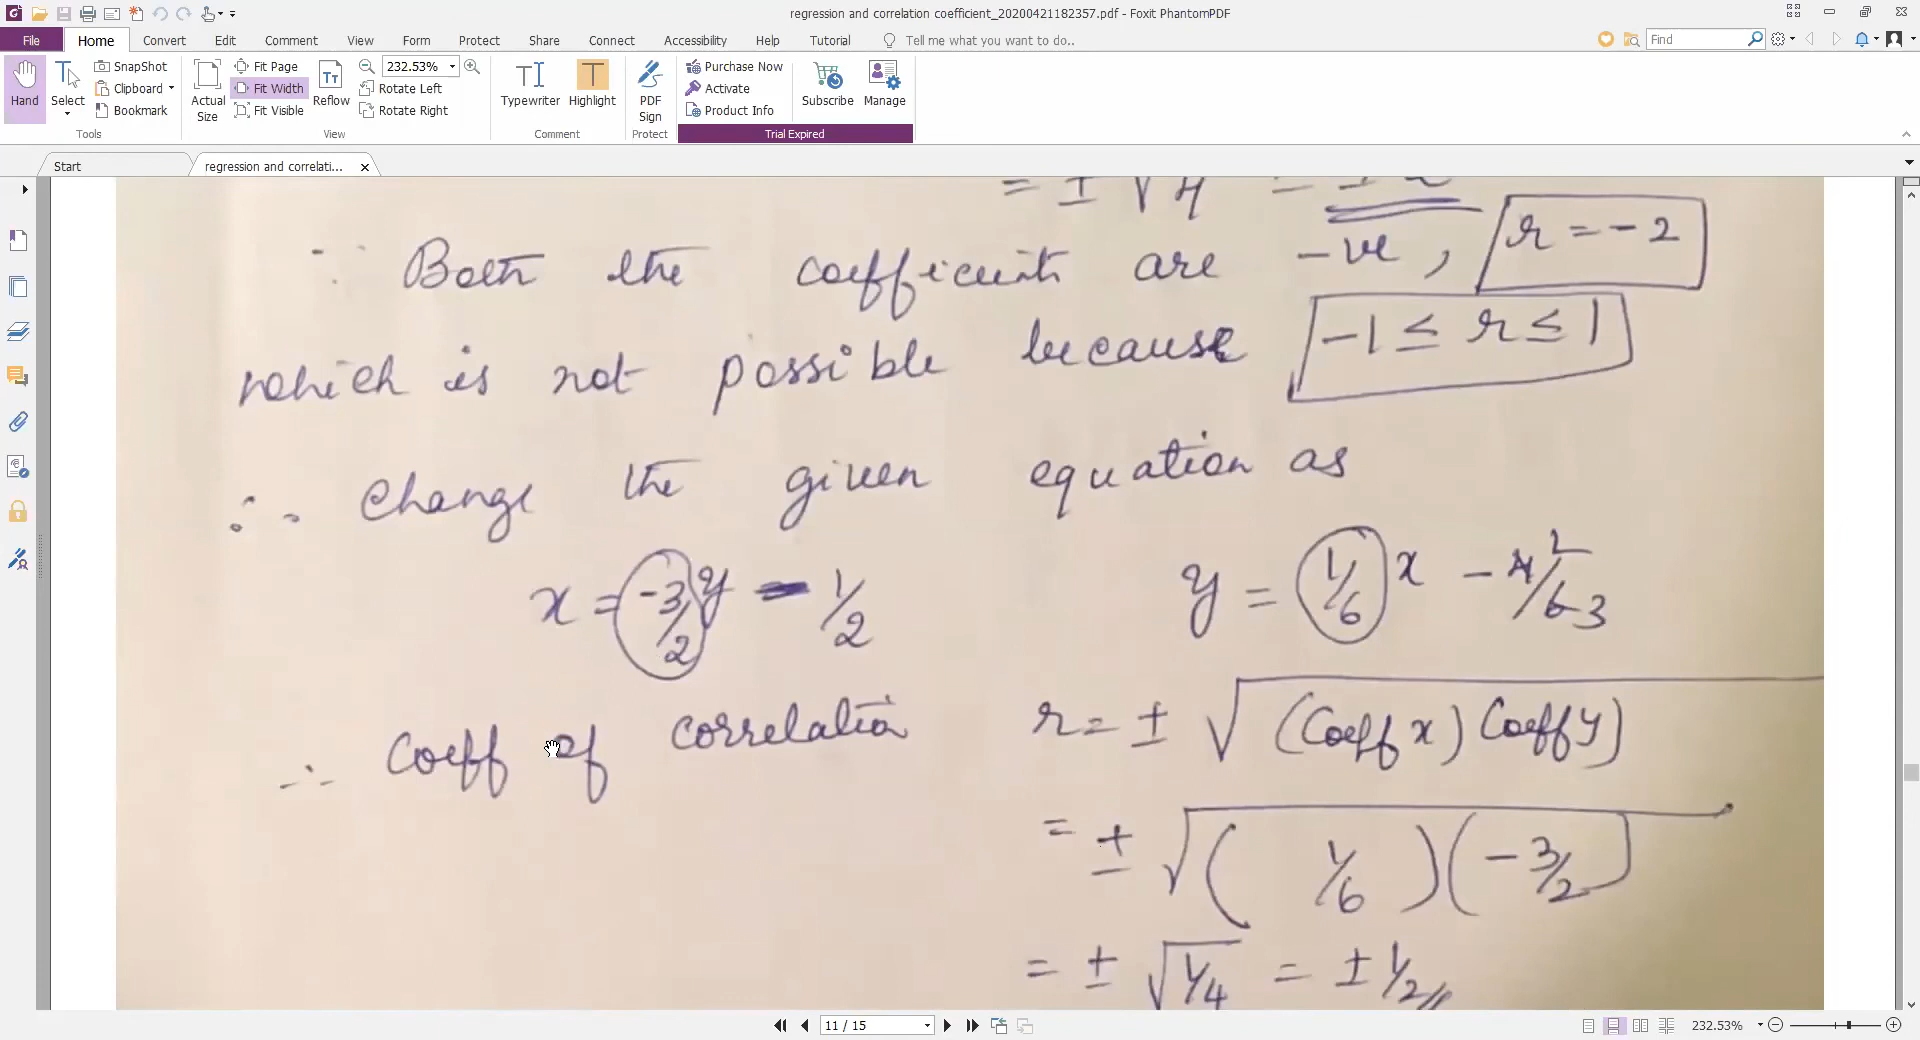 regression and correlation coefficient_20200421182357.pdf - Foxit PhantomPDF
File Home Convert Edit Comment View Form Protect Share Connect Accessibility Help Tutorial Tell me what you want to do.. Find
Hand Select SnapShot Clipboard Bookmark
Actual Size Fit Page Fit Width Fit Visible Reflow 232.53% Rotate Left Rotate Right
Typewriter Highlight PDF Sign Purchase Now Activate Product Info Subscribe Manage
Tools View Comment Protect Trial Expired
Start regression and correlati... ×
= ± √4 = ± 2
∵ Both the coefficients are -ve, r = -2
which is not possible because -1 ≤ r ≤ 1
∴ change the given equation as
x = -3/2 y - 1/2 y = 1/6 x - 4/6 2 3
∴ Coeff of correlation r = ± √(Coeff x) (Coeff y)
= ± √(1/6) (-3/2)
= ± √1/4 = ± 1/2
11 / 15 232.53%